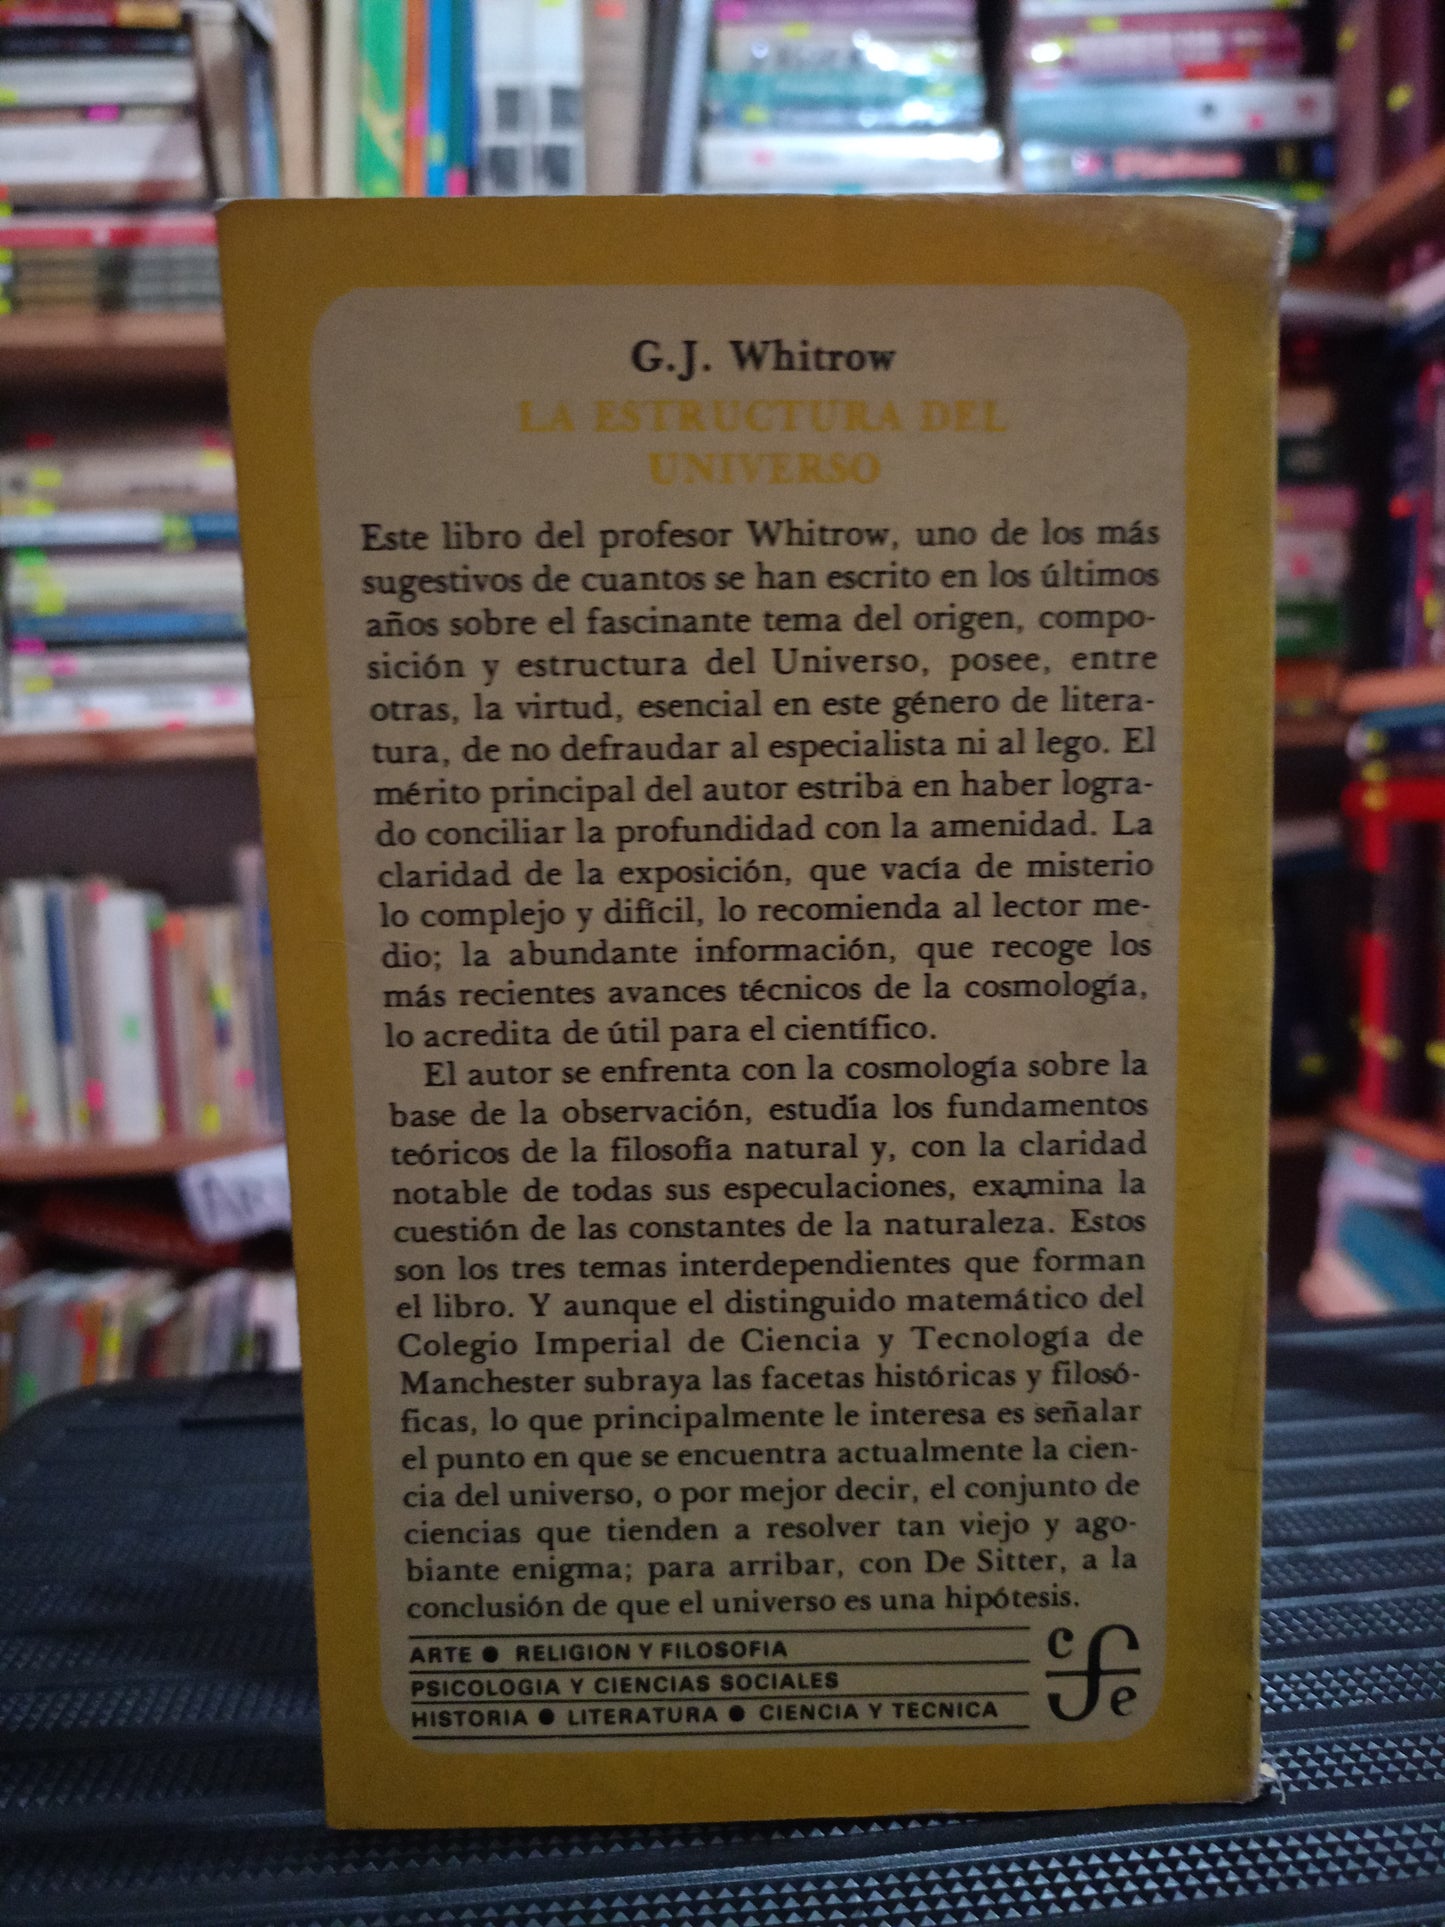 G.J. Whitrow
LA ESTRUCTURA DEL
UNIVERSO
Este libro del profesor Whitrow, uno de los más
sugestivos de cuantos se han escrito en los últimos
años sobre el fascinante tema del origen, compo-
sición y estructura del Universo, posee, entre
otras, la virtud, esencial en este género de litera-
tura, de no defraudar al especialista ni al lego. El
mérito principal del autor estriba en haber logra-
do conciliar la profundidad con la amenidad. La
claridad de la exposición, que vacía de misterio
lo complejo y difícil, lo recomienda al lector me-
dio; la abundante información, que recoge los
más recientes avances técnicos de la cosmología,
lo acredita de útil para el científico.
El autor se enfrenta con la cosmología sobre la
base de la observación, estudía los fundamentos
teóricos de la filosofía natural y, con la claridad
notable de todas sus especulaciones, examina la
cuestión de las constantes de la naturaleza. Estos
son los tres temas interdependientes que forman
el libro. Y aunque el distinguido matemático del
Colegio Imperial de Ciencia y Tecnología de
Manchester subraya las facetas históricas y filosó-
ficas, lo que principalmente le interesa es señalar
el punto en que se encuentra actualmente la cien-
cia del universo, o por mejor decir, el conjunto de
ciencias que tienden a resolver tan viejo y ago-
biante enigma; para arribar, con De Sitter, a la
conclusión de que el universo es una hipótesis.
ARTE ● RELIGION Y FILOSOFIA
PSICOLOGIA Y CIENCIAS SOCIALES
HISTORIA ● LITERATURA ● CIENCIA Y TECNICA
cfe